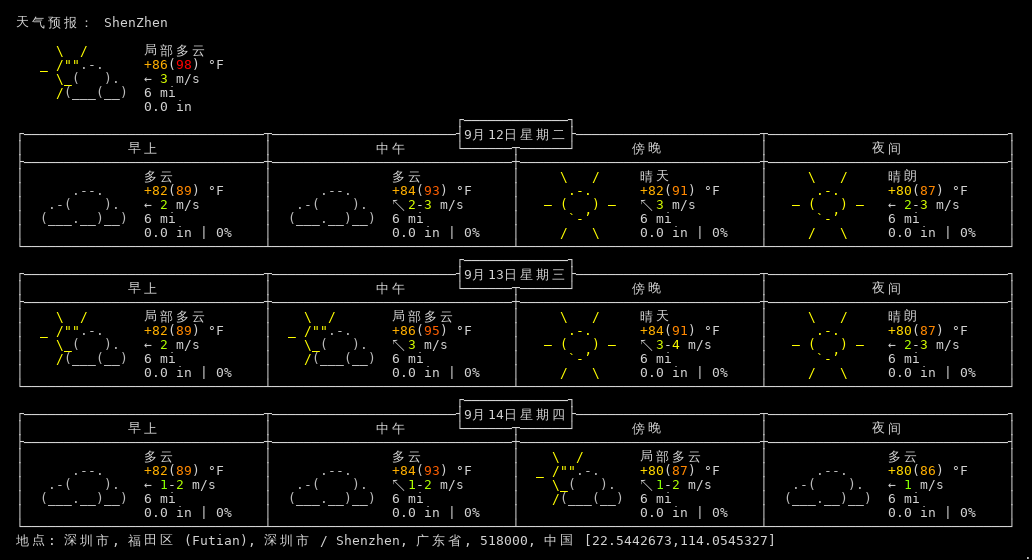 天气预报： ShenZhen
局部多云
+86(98) °F
← 3 m/s
6 mi
0.0 in
9月12日星期二
早上 中午 傍晚 夜间
多云 多云 晴天 晴朗
+82(89) °F +84(93) °F +82(91) °F +80(87) °F
← 2 m/s ↖ 2-3 m/s ↖ 3 m/s ← 2-3 m/s
6 mi 6 mi 6 mi 6 mi
0.0 in | 0% 0.0 in | 0% 0.0 in | 0% 0.0 in | 0%
9月13日星期三
早上 中午 傍晚 夜间
局部多云 局部多云 晴天 晴朗
+82(89) °F +86(95) °F +84(91) °F +80(87) °F
← 2 m/s ↖ 3 m/s ↖ 3-4 m/s ← 2-3 m/s
6 mi 6 mi 6 mi 6 mi
0.0 in | 0% 0.0 in | 0% 0.0 in | 0% 0.0 in | 0%
9月14日星期四
早上 中午 傍晚 夜间
多云 多云 局部多云 多云
+82(89) °F +84(93) °F +80(87) °F +80(86) °F
← 1-2 m/s ↖ 1-2 m/s ↖ 1-2 m/s ← 1 m/s
6 mi 6 mi 6 mi 6 mi
0.0 in | 0% 0.0 in | 0% 0.0 in | 0% 0.0 in | 0%
地点: 深圳市, 福田区 (Futian), 深圳市 / Shenzhen, 广东省, 518000, 中国 [22.5442673,114.0545327]